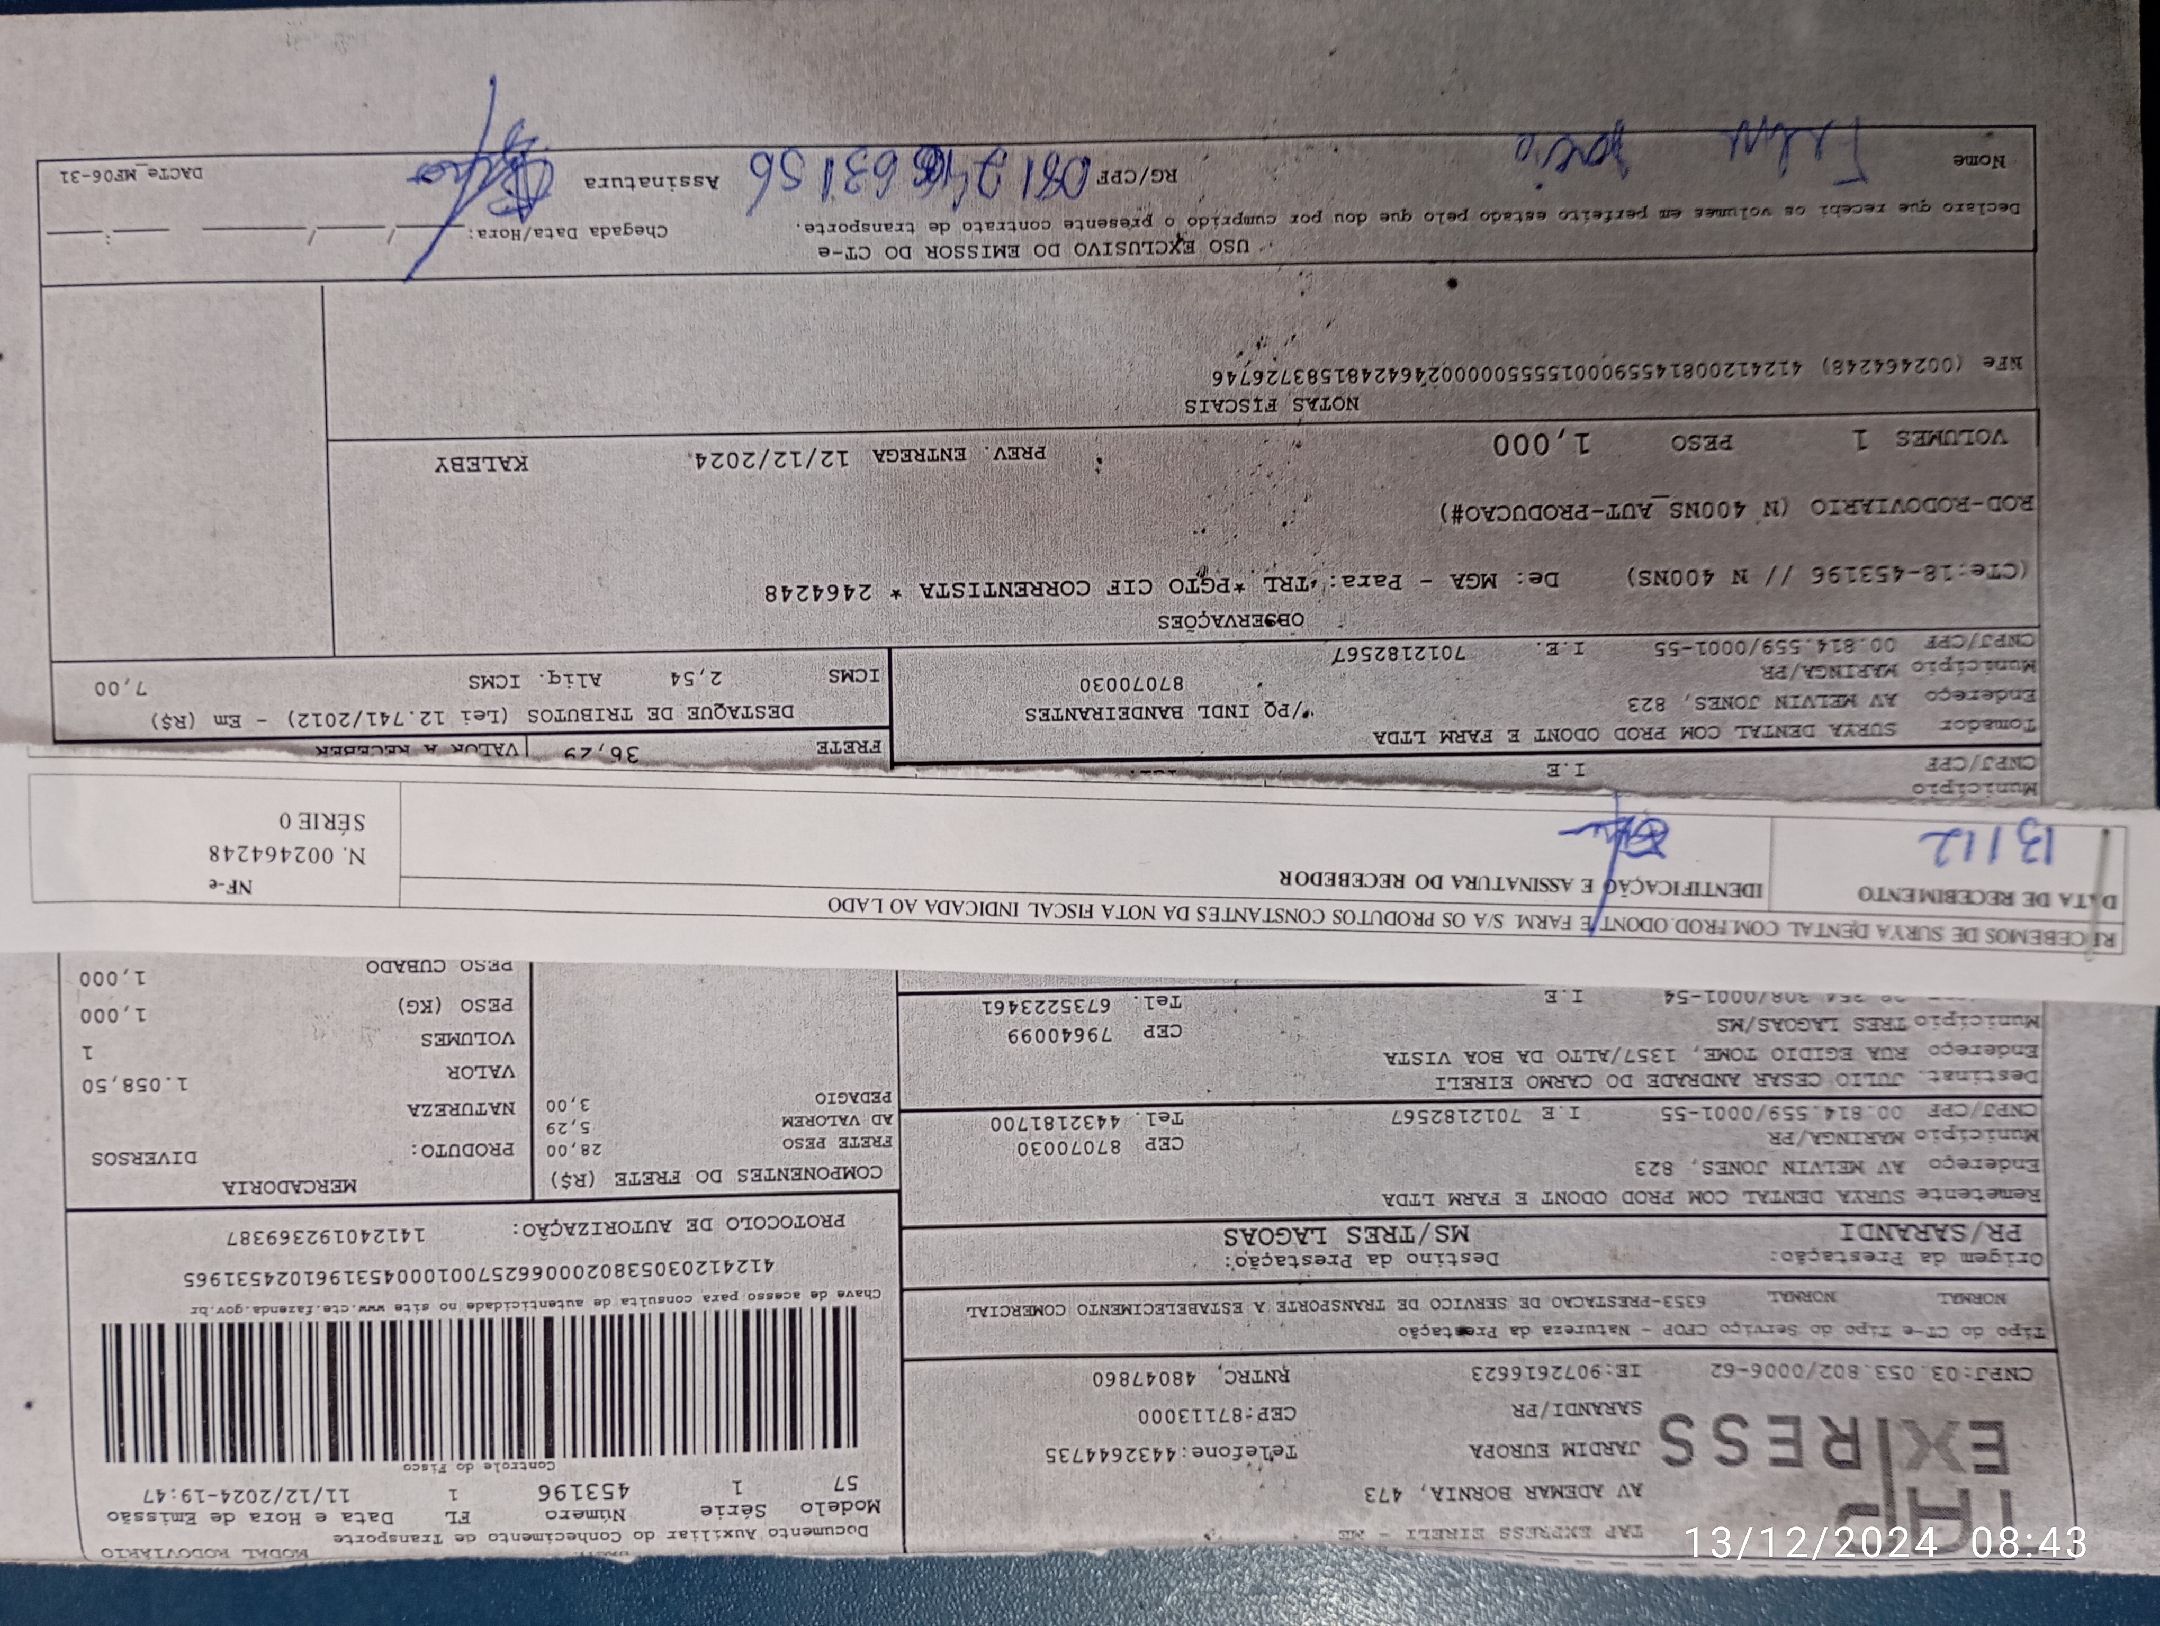 MODAL RODOVIÁRIO
Documento Auxiliar do Conhecimento de Transporte
TAP EXPRESS EIRELI - ME
TAP
EXPRESS
AV ADEMAR BORNIA, 473
JARDIM EUROPA Telefone:4432644735
SARANDI/PR CEP:87113000
CNPJ:03.053.802/0006-62 IE:9072616623 RNTRC, 48047860
Modelo Série Número FL Data e Hora de Emissão
57 1 453196 1 11/12/2024-19:47
Controle do Fisco
Chave de acesso para consulta de autenticidade no site www.cte.fazenda.gov.br
41241203053802000662570010004531961024531965
PROTOCOLO DE AUTORIZAÇÃO: 141240192369387
Tipo do CT-e Tipo do Serviço CFOP - Natureza da Prestação
NORMAL NORMAL 6353-PRESTACAO DE SERVICO DE TRANSPORTE A ESTABELECIMENTO COMERCIAL
Origem da Prestação: Destino da Prestação:
PR/SARANDI MS/TRES LAGOAS
Remetente SURYA DENTAL COM PROD ODONT E FARM LTDA
Endereço AV MELVIN JONES, 823
Município MARINGA/PR CEP 87070030
CNPJ/CPF 00.814.559/0001-55 I.E 7012182567 Tel. 4432181700
Destinat. JULIO CESAR ANDRADE DO CARMO EIRELI
Endereço RUA EGIDIO TOME, 1357/ALTO DA BOA VISTA
Município TRES LAGOAS/MS CEP 79640099
I.E Tel. 6735223461
COMPONENTES DO FRETE (R$)
FRETE PESO 28,00
AD VALOREM 5,29
PEDAGIO 3,00
MERCADORIA
PRODUTO: DIVERSOS
NATUREZA
VALOR 1.058,50
VOLUMES 1
PESO (KG) 1,000
PESO CUBADO 1,000
RECEBEMOS DE SURYA DENTAL COM.PROD.ODONT E FARM. S/A OS PRODUTOS CONSTANTES DA NOTA FISCAL INDICADA AO LADO
DATA DE RECEBIMENTO IDENTIFICAÇÃO E ASSINATURA DO RECEBEDOR
13/12
NF-e
N. 002464248
SÉRIE 0
Município
CNPJ/CPF I.E
Tomador SURYA DENTAL COM PROD ODONT E FARM LTDA
Endereço AV MELVIN JONES, 823 /PQ INDL BANDEIRANTES
Município MARINGA/PR 87070030
CNPJ/CPF 00.814.559/0001-55 I.E. 7012182567
FRETE 36,29 VALOR A RECEBER
DESTAQUE DE TRIBUTOS (Lei 12.741/2012) - Em (R$)
ICMS 2,54 Aliq. ICMS 7,00
OBSERVAÇÕES
(CTe:18-453196 // N 400NS) De: MGA - Para: TRL *PGTO CIF CORRENTISTA * 2464248
ROD-RODOVIARIO (N 400NS_AUT-PRODUCAO#)
VOLUMES 1 PESO 1,000 PREV. ENTREGA 12/12/2024 KALEBY
NOTAS FISCAIS
NFe (002464248) 41241200814559000155550000024642481583726746
USO EXCLUSIVO DO EMISSOR DO CT-e
Declaro que recebi os volumes em perfeito estado pelo que dou por cumprido o presente contrato de transporte. Chegada Data/Hora: ___/___/___ ___:___
Nome RG/CPF Assinatura
DACTe_MF06-31
13/12/2024 08:43